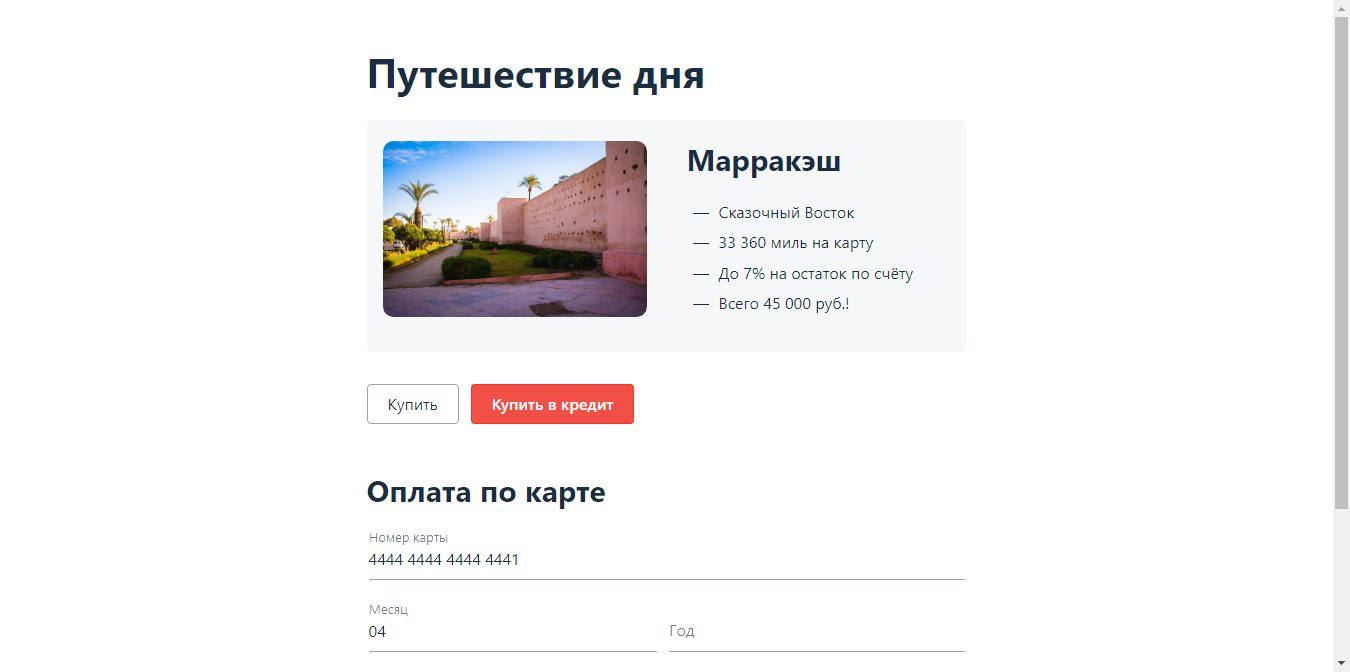 Путешествие дня
Марракэш
— Сказочный Восток
— 33 360 миль на карту
— До 7% на остаток по счёту
— Всего 45 000 руб.!
Купить
Купить в кредит
Оплата по карте
Номер карты
4444 4444 4444 4441
Месяц
04
Год